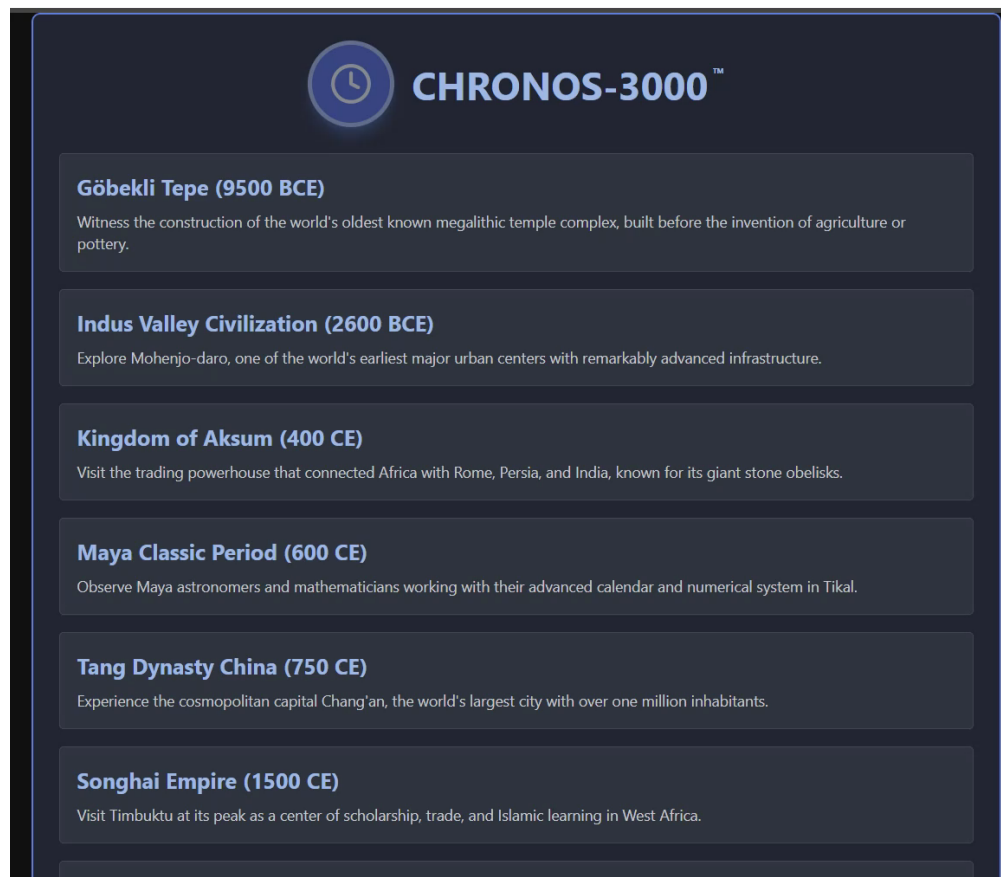 CHRONOS-3000™
Göbekli Tepe (9500 BCE)
Witness the construction of the world's oldest known megalithic temple complex, built before the invention of agriculture or
pottery.
Indus Valley Civilization (2600 BCE)
Explore Mohenjo-daro, one of the world's earliest major urban centers with remarkably advanced infrastructure.
Kingdom of Aksum (400 CE)
Visit the trading powerhouse that connected Africa with Rome, Persia, and India, known for its giant stone obelisks.
Maya Classic Period (600 CE)
Observe Maya astronomers and mathematicians working with their advanced calendar and numerical system in Tikal.
Tang Dynasty China (750 CE)
Experience the cosmopolitan capital Chang'an, the world's largest city with over one million inhabitants.
Songhai Empire (1500 CE)
Visit Timbuktu at its peak as a center of scholarship, trade, and Islamic learning in West Africa.